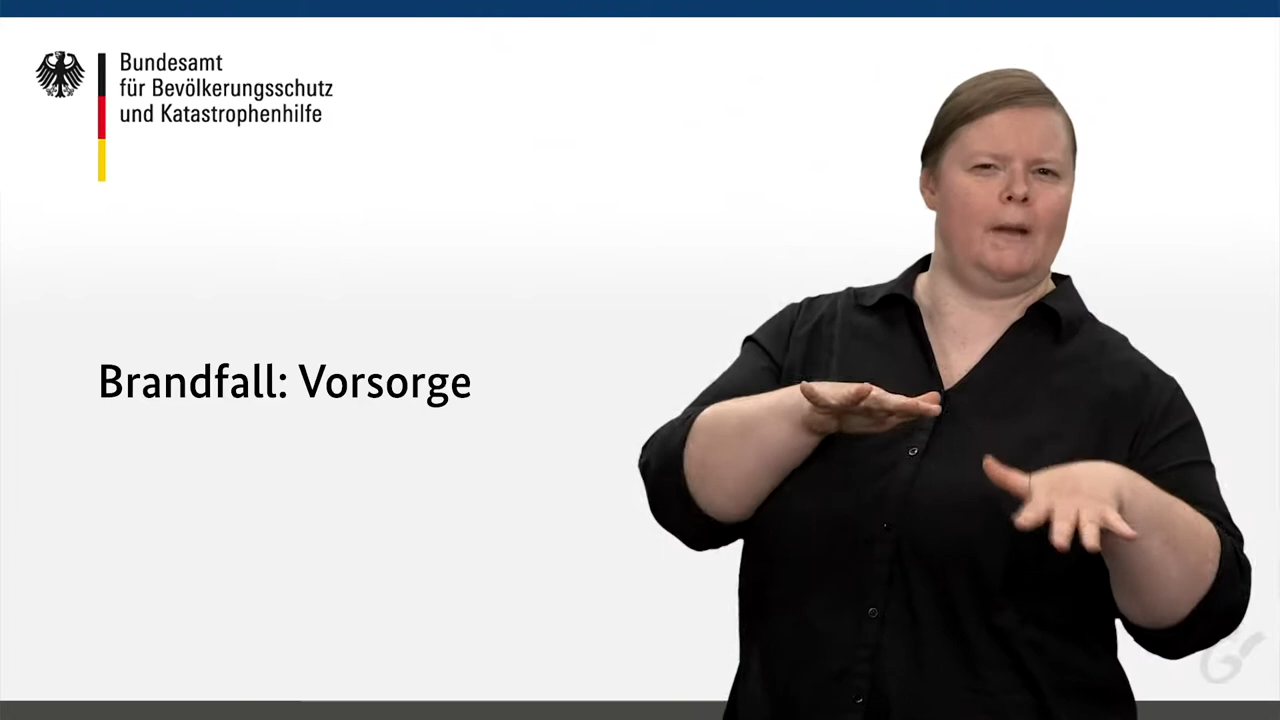 Bundesamt
für Bevölkerungsschutz
und Katastrophenhilfe
Brandfall: Vorsorge